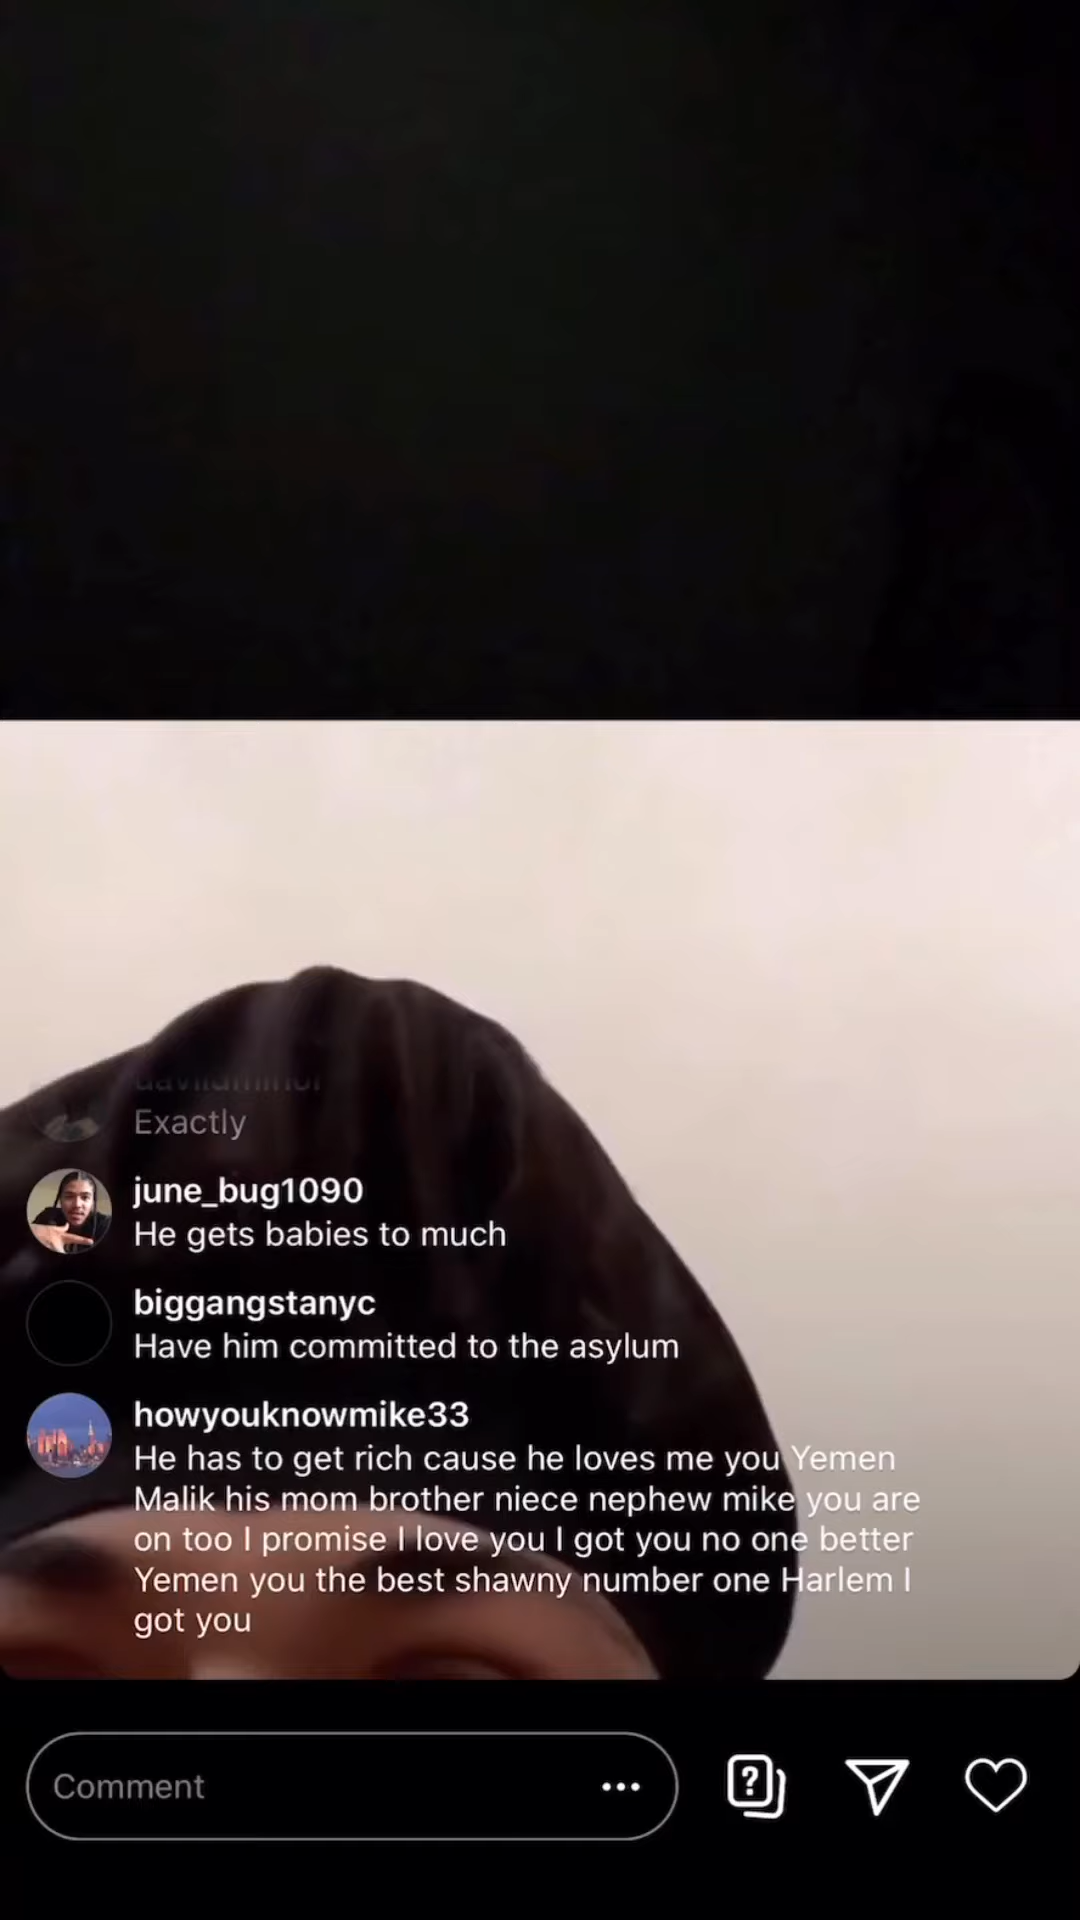 Exactly
june_bug1090
He gets babies to much
biggangstanyc
Have him committed to the asylum
howyouknowmike33
He has to get rich cause he loves me you Yemen
Malik his mom brother niece nephew mike you are
on too I promise I love you I got you no one better
Yemen you the best shawny number one Harlem I
got you
Comment